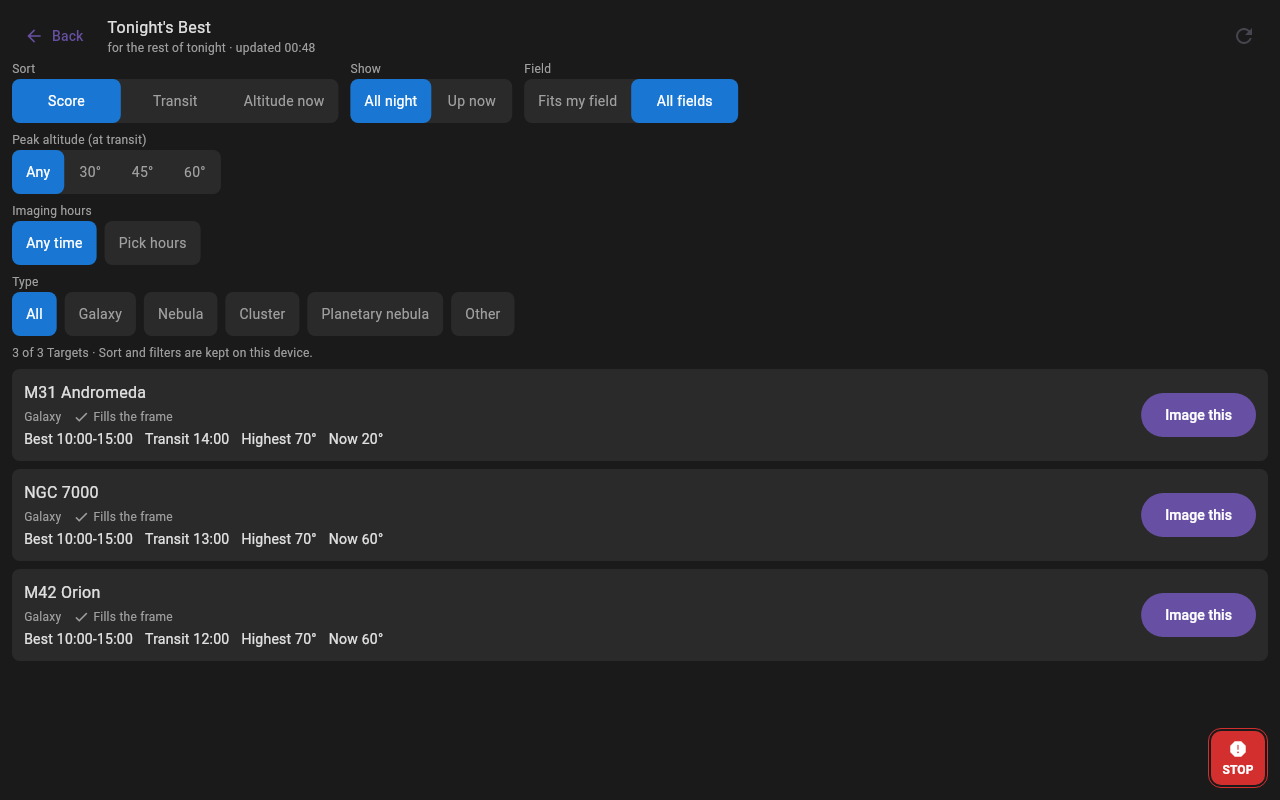 Back
Tonight's Best
for the rest of tonight · updated 00:48
Sort
Show
Field
Score Transit Altitude now
All night Up now
Fits my field All fields
Peak altitude (at transit)
Any 30° 45° 60°
Imaging hours
Any time Pick hours
Type
All Galaxy Nebula Cluster Planetary nebula Other
3 of 3 Targets · Sort and filters are kept on this device.
M31 Andromeda
Galaxy Fills the frame
Best 10:00-15:00 Transit 14:00 Highest 70° Now 20°
Image this
NGC 7000
Galaxy Fills the frame
Best 10:00-15:00 Transit 13:00 Highest 70° Now 60°
Image this
M42 Orion
Galaxy Fills the frame
Best 10:00-15:00 Transit 12:00 Highest 70° Now 60°
Image this
STOP